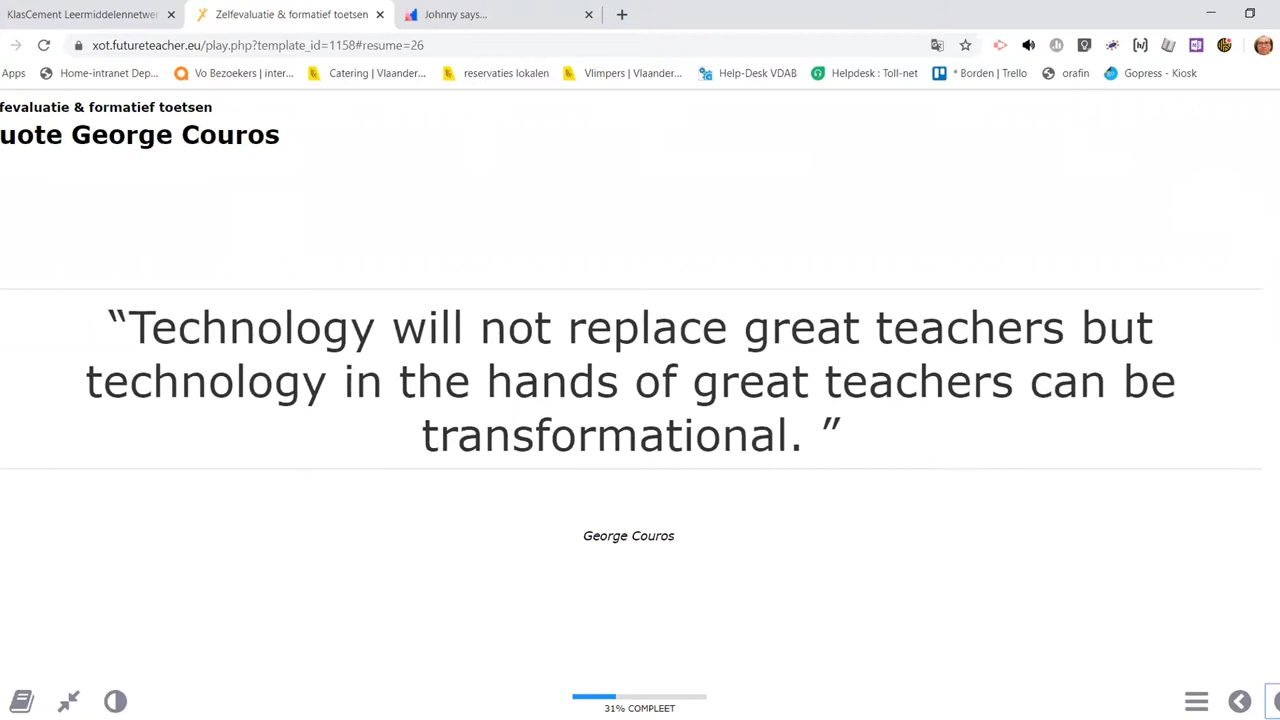 KlasCement Leermiddelennetwer
Zelfevaluatie & formatief toetsen
Johnny says...
xot.futureteacher.eu/play.php?template_id=1158#resume=26
Apps
Home-intranet Dep...
Vo Bezoekers | inter...
Catering | Vlaander...
reservaties lokalen
Vlimpers | Vlaander...
Help-Desk VDAB
Helpdesk : Toll-net
* Borden | Trello
orafin
Gopress - Kiosk
fevaluatie & formatief toetsen
uote George Couros
“Technology will not replace great teachers but
technology in the hands of great teachers can be
transformational. ”
George Couros
31% COMPLEET